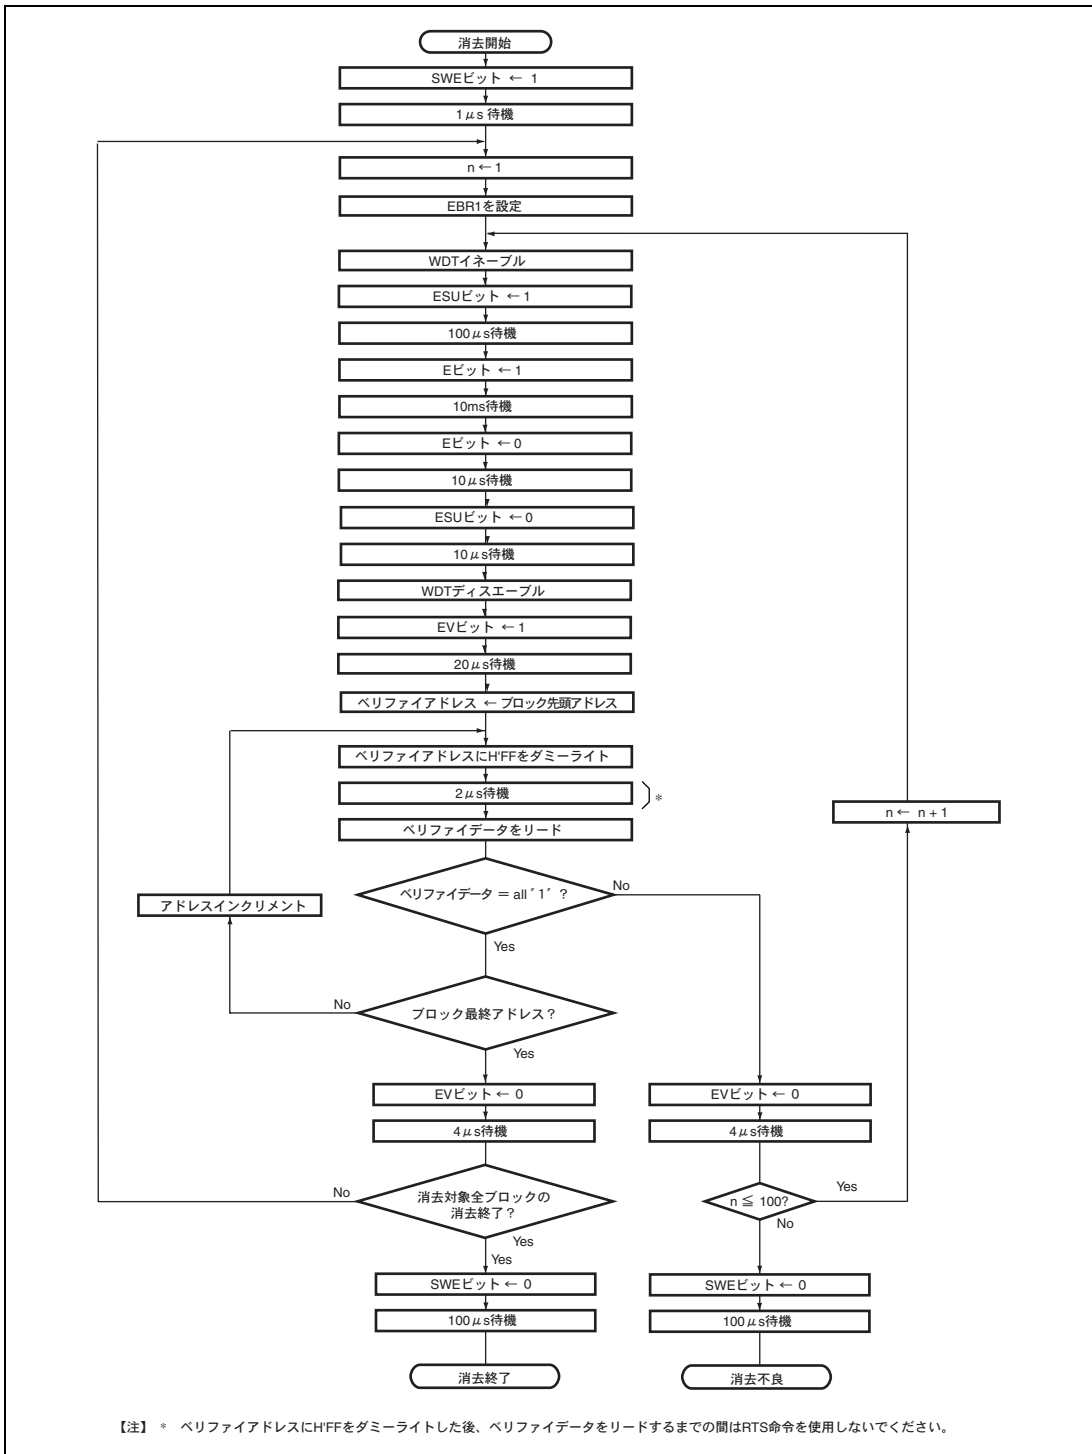 消去開始
SWEビット ← 1
1μs 待機
n ← 1
EBR1を設定
WDTイネーブル
ESUビット ← 1
100μs待機
Eビット ← 1
10ms待機
Eビット ← 0
10μs待機
ESUビット ← 0
10μs待機
WDTディスエーブル
EVビット ← 1
20μs待機
ベリファイアドレス ← ブロック先頭アドレス
ベリファイアドレスにH'FFをダミーライト
2μs待機
*
n ← n + 1
ベリファイデータをリード
ベリファイデータ = all "1" ?
No
アドレスインクリメント
Yes
No
ブロック最終アドレス?
Yes
EVビット ← 0
EVビット ← 0
4μs待機
4μs待機
No
消去対象全ブロックの
消去終了?
Yes
n ≦ 100?
No
Yes
Yes
SWEビット ← 0
SWEビット ← 0
100μs待機
100μs待機
消去終了
消去不良
【注】 * ベリファイアドレスにH'FFをダミーライトした後、ベリファイデータをリードするまでの間はRTS命令を使用しないでください。